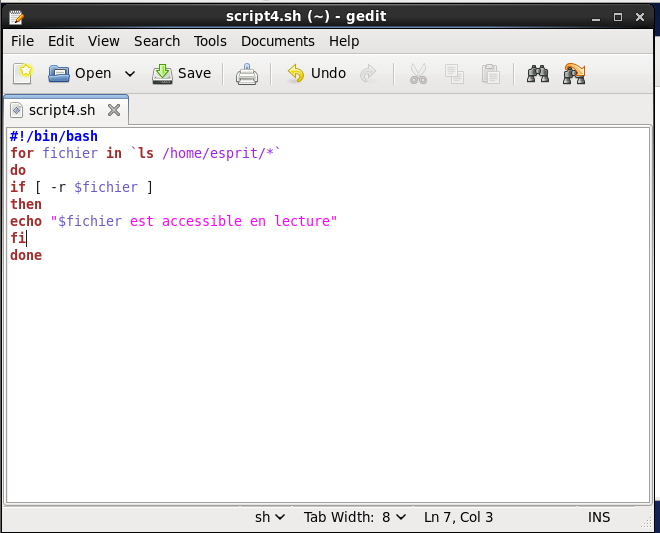 script4.sh (~) - gedit
File Edit View Search Tools Documents Help
Open Save Undo
script4.sh
#!/bin/bash
for fichier in `ls /home/esprit/*`
do
if [ -r $fichier ]
then
echo "$fichier est accessible en lecture"
fi
done
sh Tab Width: 8 Ln 7, Col 3 INS